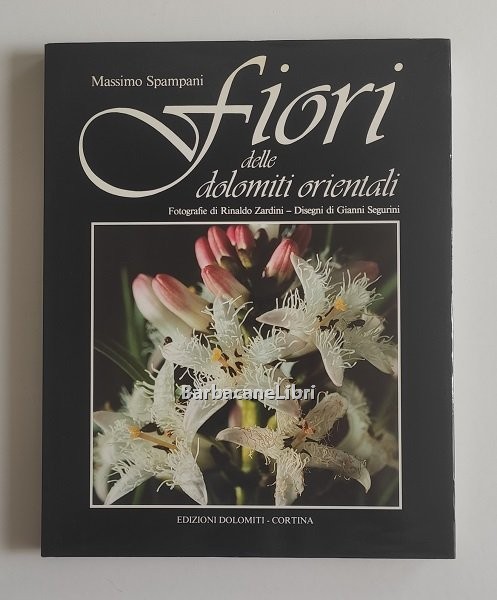 Massimo Spampani
fiori
delle
dolomiti orientali
Fotografie di Rinaldo Zardini – Disegni di Gianni Segurini
BarbacaneLibri
EDIZIONI DOLOMITI - CORTINA